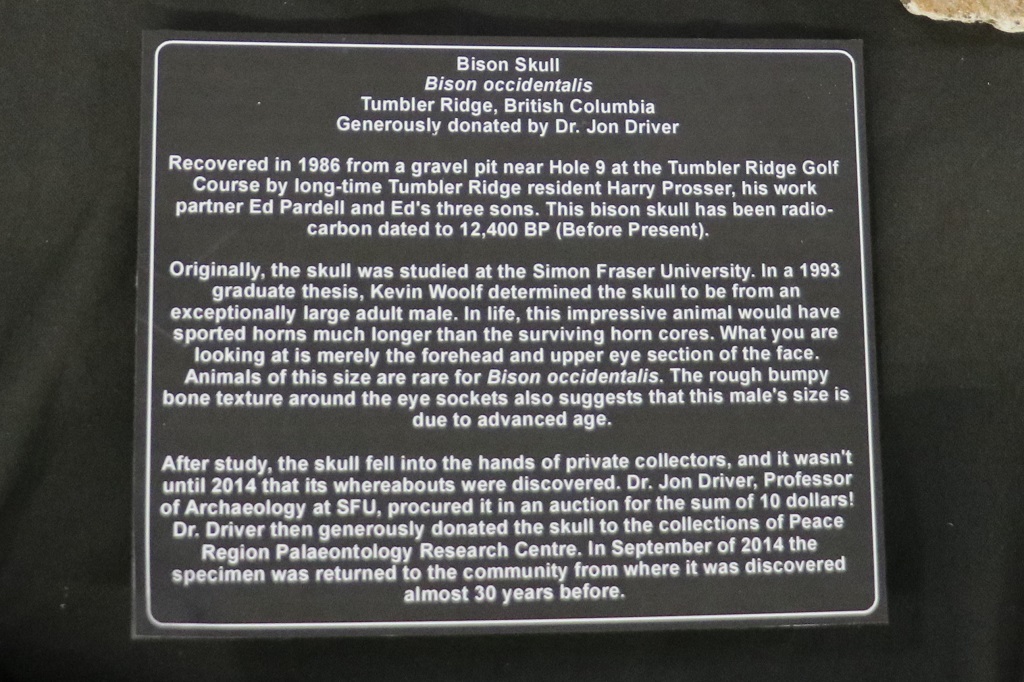 Bison Skull
Bison occidentalis
Tumbler Ridge, British Columbia
Generously donated by Dr. Jon Driver
Recovered in 1986 from a gravel pit near Hole 9 at the Tumbler Ridge Golf
Course by long-time Tumbler Ridge resident Harry Prosser, his work
partner Ed Pardell and Ed's three sons. This bison skull has been radio-
carbon dated to 12,400 BP (Before Present).
Originally, the skull was studied at the Simon Fraser University. In a 1993
graduate thesis, Kevin Woolf determined the skull to be from an
exceptionally large adult male. In life, this impressive animal would have
sported horns much longer than the surviving horn cores. What you are
looking at is merely the forehead and upper eye section of the face.
Animals of this size are rare for Bison occidentalis. The rough bumpy
bone texture around the eye sockets also suggests that this male's size is
due to advanced age.
After study, the skull fell into the hands of private collectors, and it wasn't
until 2014 that its whereabouts were discovered. Dr. Jon Driver, Professor
of Archaeology at SFU, procured it in an auction for the sum of 10 dollars!
Dr. Driver then generously donated the skull to the collections of Peace
Region Palaeontology Research Centre. In September of 2014 the
specimen was returned to the community from where it was discovered
almost 30 years before.